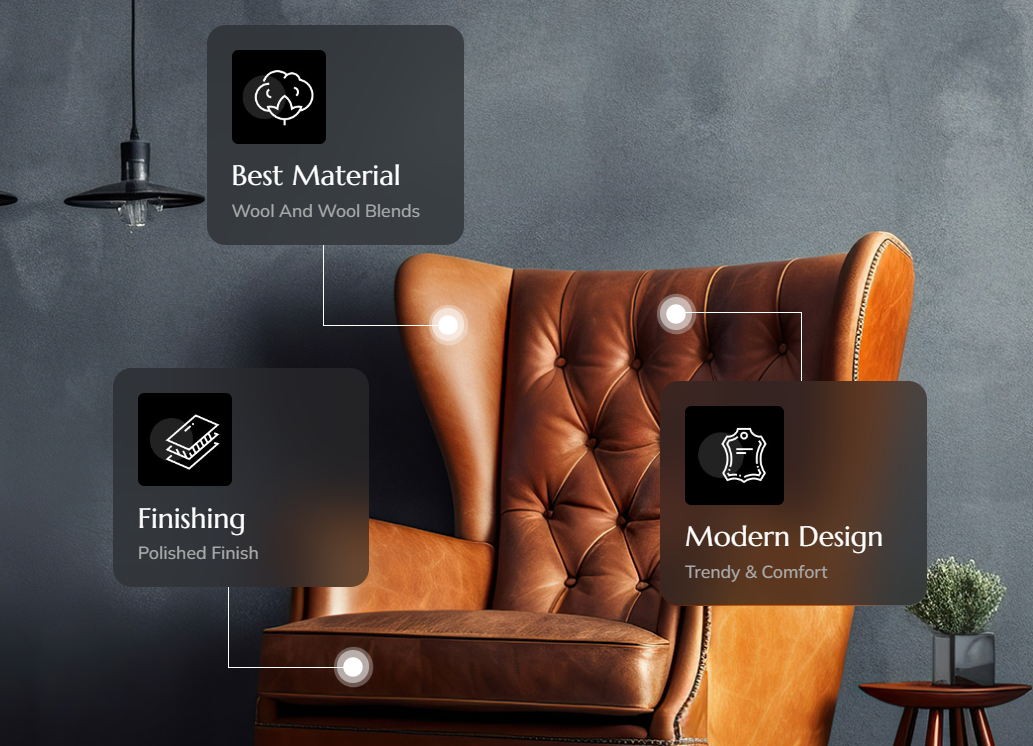 Best Material
Wool And Wool Blends
Finishing
Polished Finish
Modern Design
Trendy & Comfort